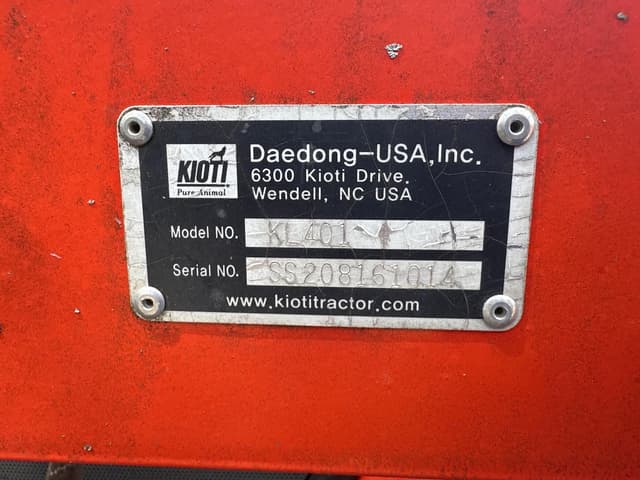 KIOTI®
Pure Animal
Daedong-USA,Inc.
6300 Kioti Drive.
Wendell, NC USA
Model NO. KL401
Serial NO. SS208161014
www.kiotitractor.com